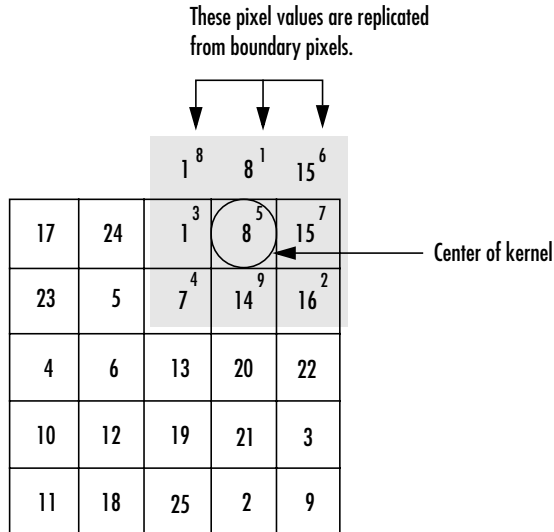 These pixel values are replicated
from boundary pixels.
1 8 8 1 15 6
17 24 1 3 8 5 15 7
Center of kernel
23 5 7 4 14 9 16 2
4 6 13 20 22
10 12 19 21 3
11 18 25 2 9